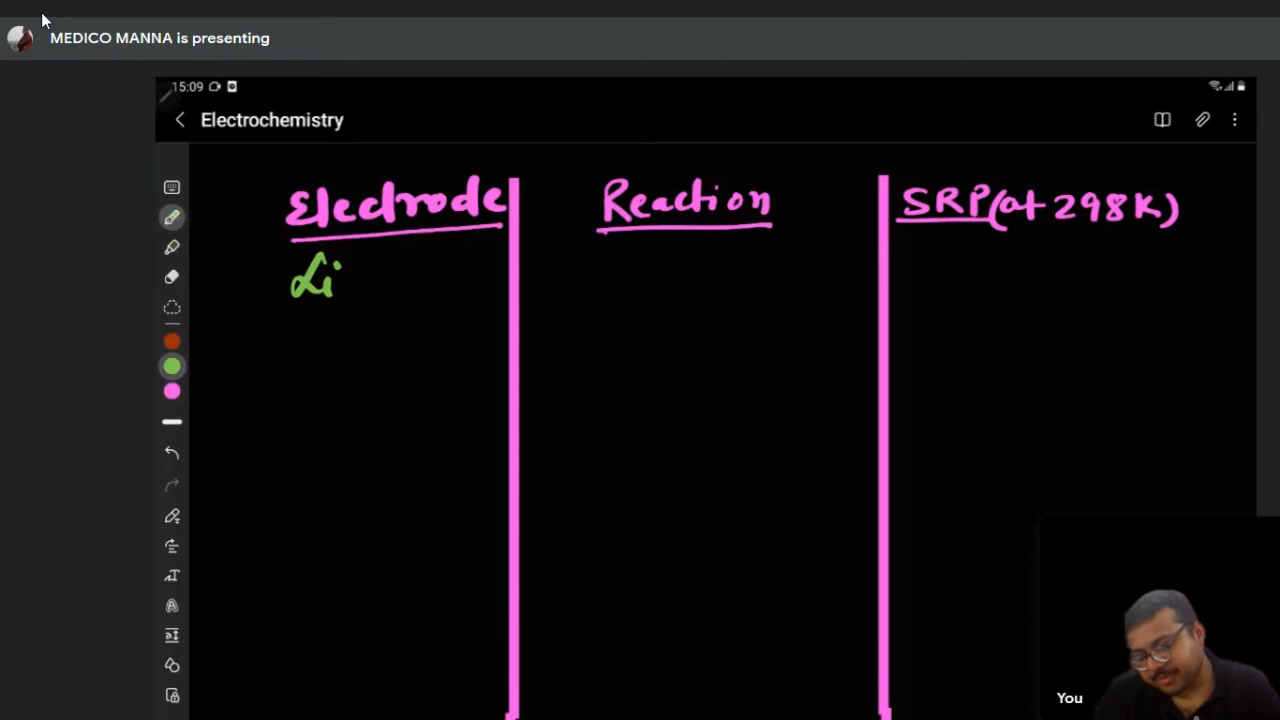 MEDICO MANNA is presenting
15:09
Electrochemistry
Electrode Reaction SRP(at 298K)
Li
You